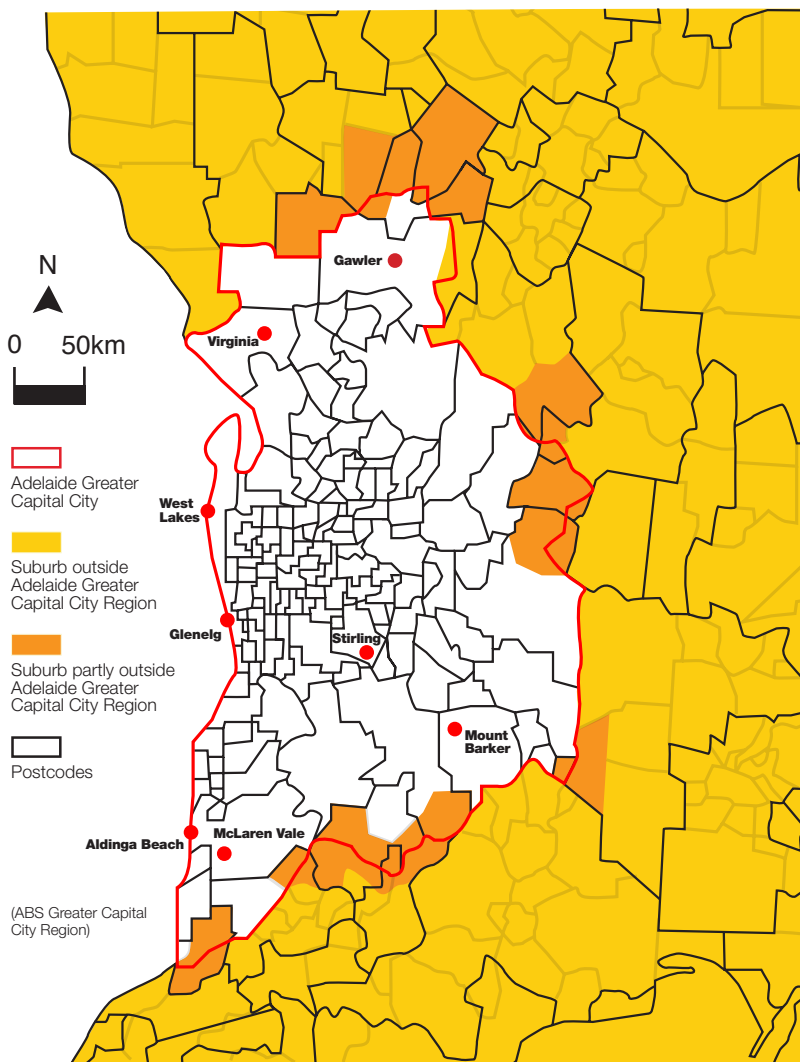 Gawler
N
0 50km
Virginia
Adelaide Greater
Capital City
West
Lakes
Suburb outside
Adelaide Greater
Capital City Region
Glenelg
Stirling
Suburb partly outside
Adelaide Greater
Capital City Region
Mount
Barker
Postcodes
Aldinga Beach
McLaren Vale
(ABS Greater Capital
City Region)